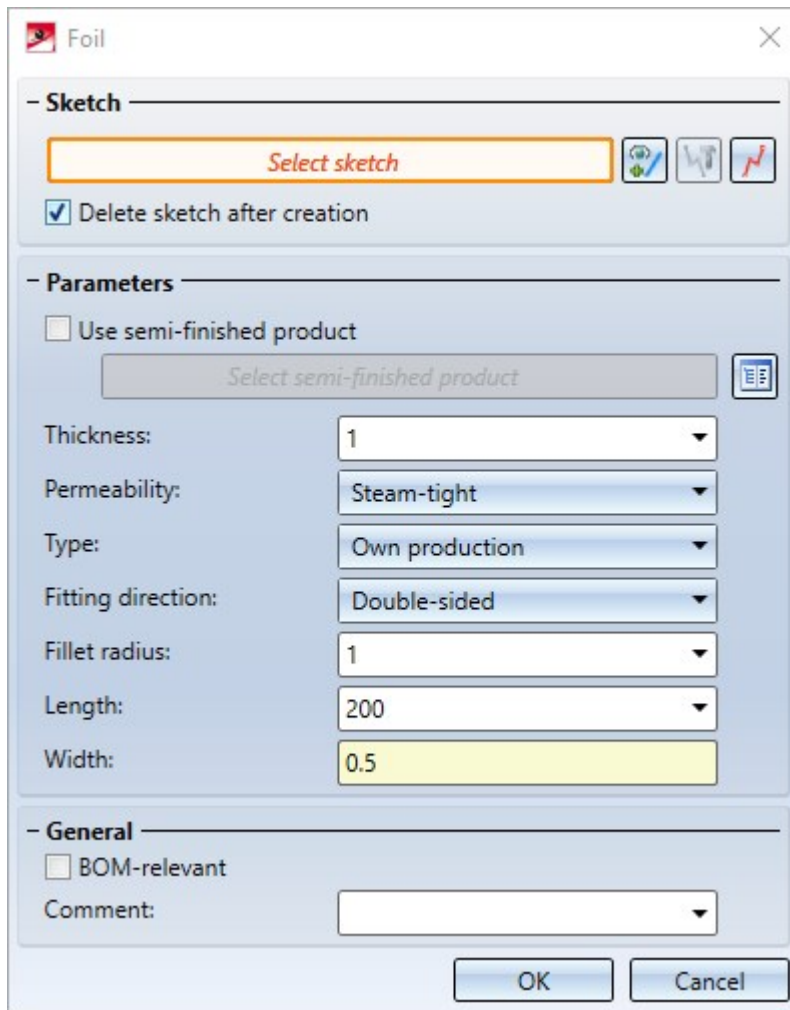 Foil
Sketch
Select sketch
Delete sketch after creation
Parameters
Use semi-finished product
Select semi-finished product
Thickness: 1
Permeability: Steam-tight
Type: Own production
Fitting direction: Double-sided
Fillet radius: 1
Length: 200
Width: 0.5
General
BOM-relevant
Comment:
OK Cancel